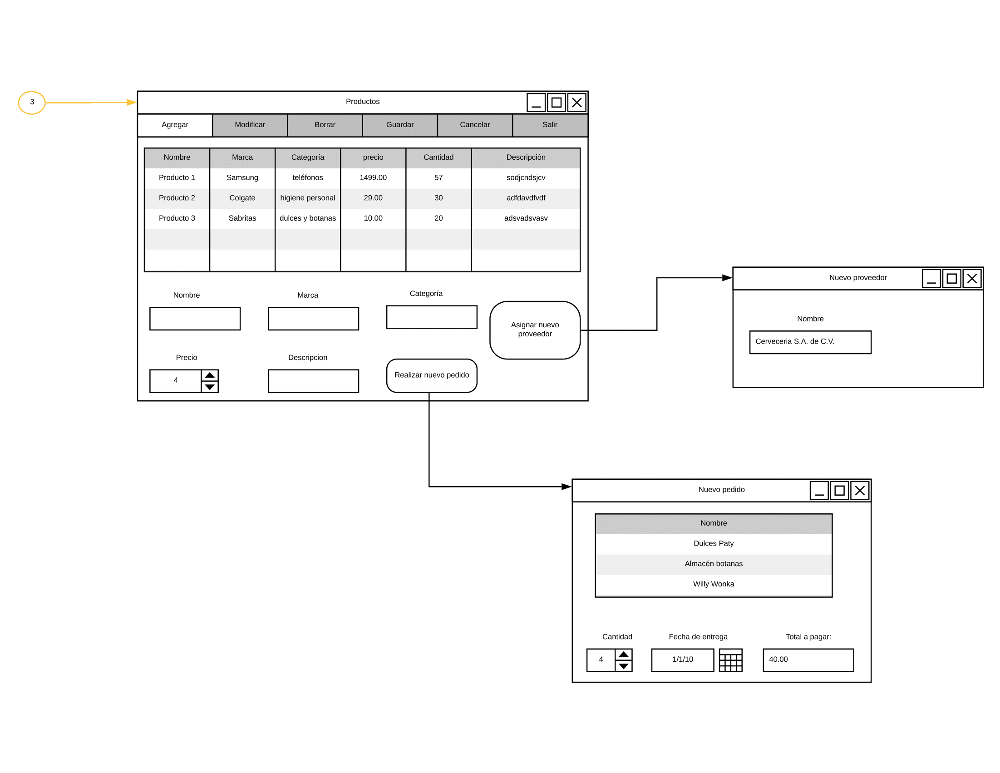 3
Productos
Agregar Modificar Borrar Guardar Cancelar Salir
Nombre Marca Categoría precio Cantidad Descripción
Producto 1 Samsung teléfonos 1499.00 57 sodjcndsjcv
Producto 2 Colgate higiene personal 29.00 30 adfdavdfvdf
Producto 3 Sabritas dulces y botanas 10.00 20 adsvadsvasv
Nombre Marca Categoría
Asignar nuevo
proveedor
Precio Descripcion
4
Realizar nuevo pedido
Nuevo proveedor
Nombre
Cerveceria S.A. de C.V.
Nuevo pedido
Nombre
Dulces Paty
Almacén botanas
Willy Wonka
Cantidad Fecha de entrega Total a pagar:
4 1/1/10 40.00